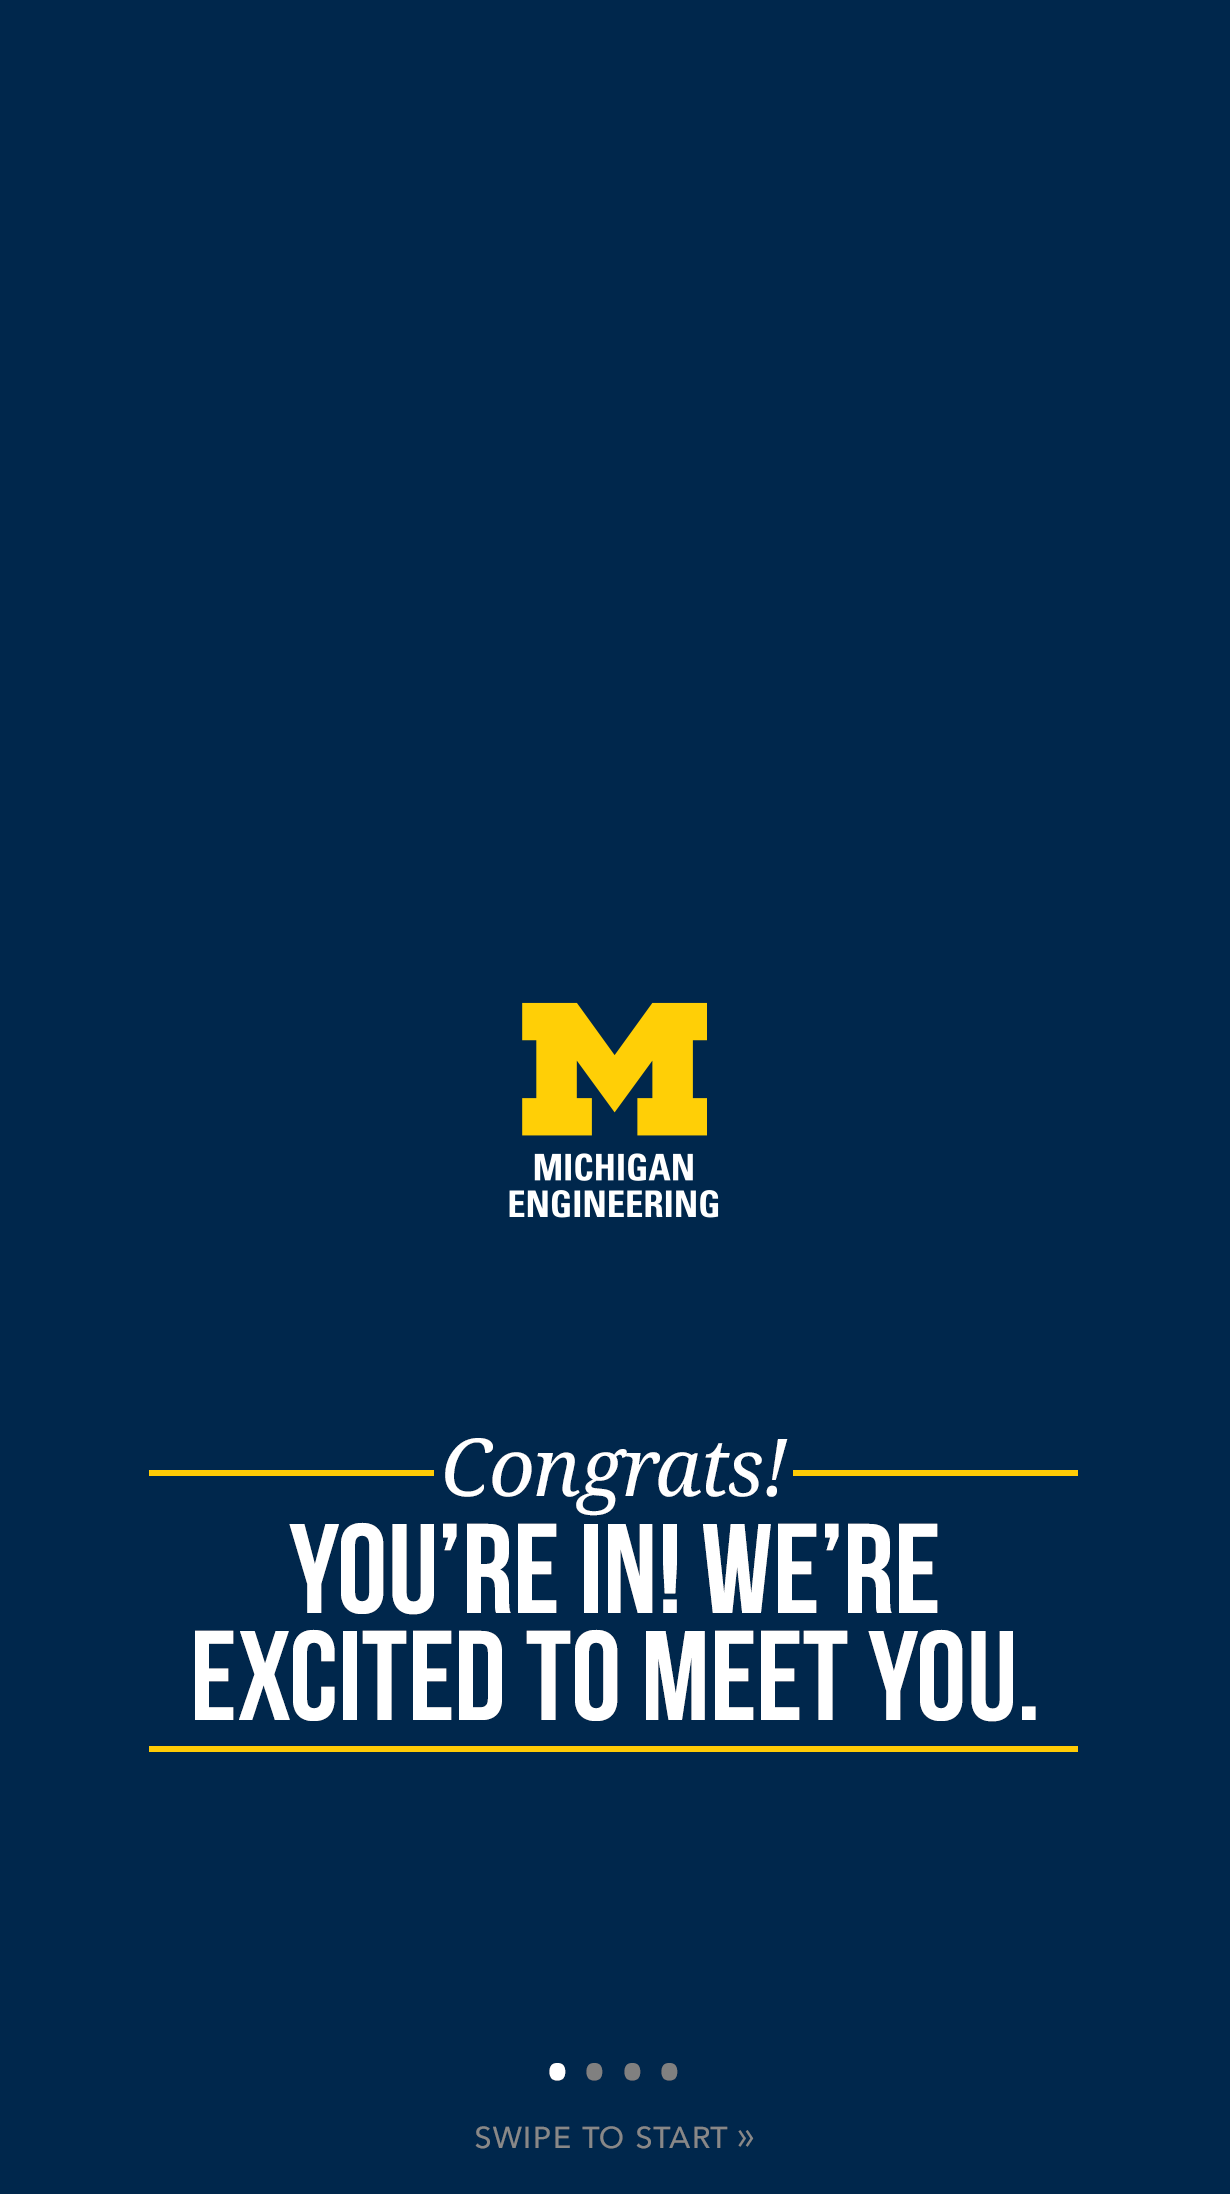 M
MICHIGAN
ENGINEERING
Congrats!
YOU’RE IN! WE’RE
EXCITED TO MEET YOU.
SWIPE TO START »